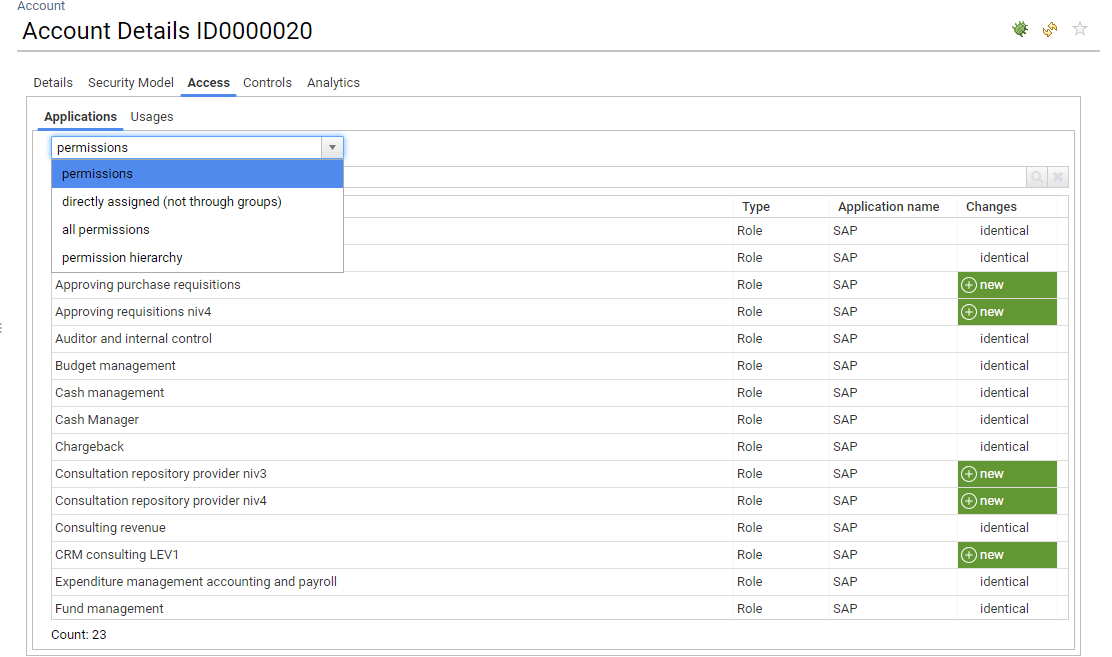 Account
Account Details ID0000020
Details Security Model Access Controls Analytics
Applications Usages
permissions
permissions
directly assigned (not through groups)
all permissions
permission hierarchy
Type Application name Changes
Role SAP identical
Role SAP identical
Approving purchase requisitions Role SAP new
Approving requisitions niv4 Role SAP new
Auditor and internal control Role SAP identical
Budget management Role SAP identical
Cash management Role SAP identical
Cash Manager Role SAP identical
Chargeback Role SAP identical
Consultation repository provider niv3 Role SAP new
Consultation repository provider niv4 Role SAP new
Consulting revenue Role SAP identical
CRM consulting LEV1 Role SAP new
Expenditure management accounting and payroll Role SAP identical
Fund management Role SAP identical
Count: 23